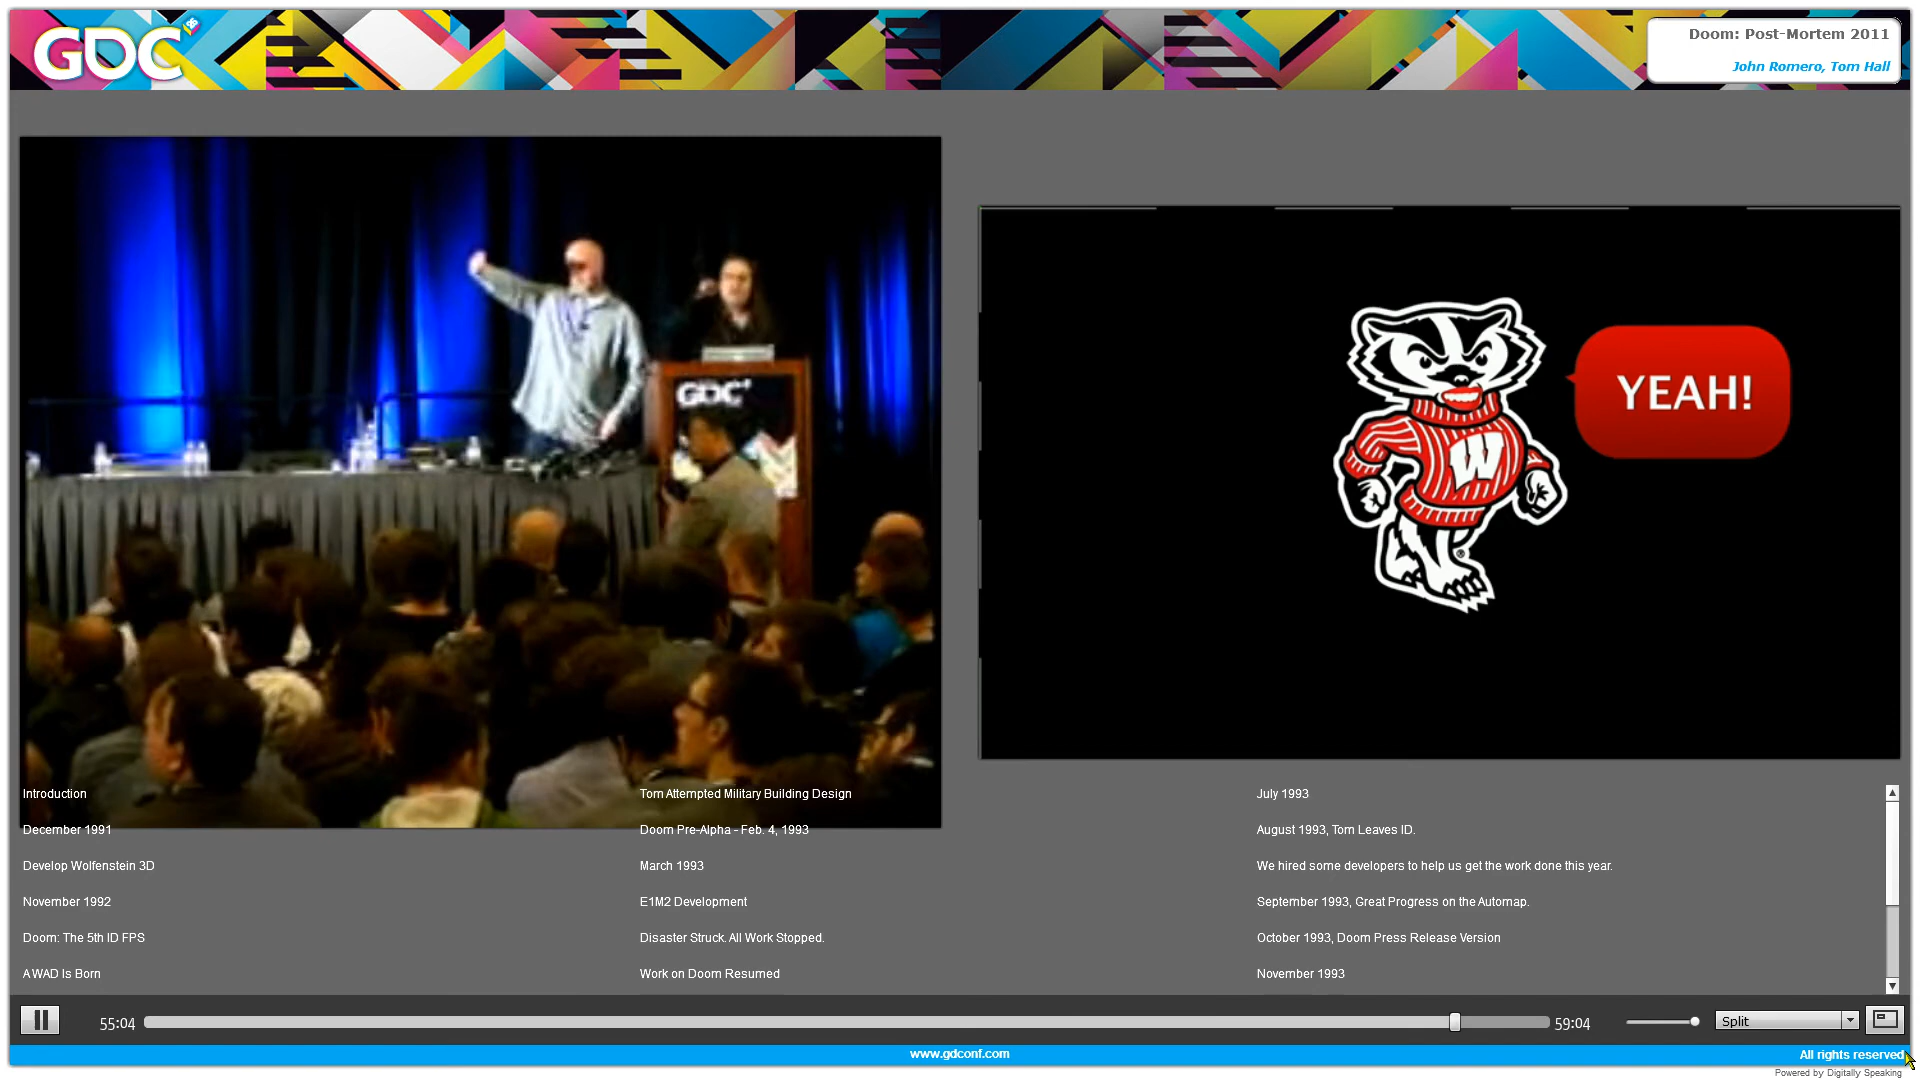 GDC 25
Doom: Post-Mortem 2011
John Romero, Tom Hall
GDC
YEAH!
W
®
Introduction
December 1991
Develop Wolfenstein 3D
November 1992
Doom: The 5th ID FPS
A WAD Is Born
Tom Attempted Military Building Design
Doom Pre-Alpha - Feb. 4, 1993
March 1993
E1M2 Development
Disaster Struck. All Work Stopped.
Work on Doom Resumed
July 1993
August 1993, Tom Leaves ID.
We hired some developers to help us get the work done this year.
September 1993, Great Progress on the Automap.
October 1993, Doom Press Release Version
November 1993
55:04
59:04
Split
www.gdconf.com
All rights reserved
Powered by Digitally Speaking